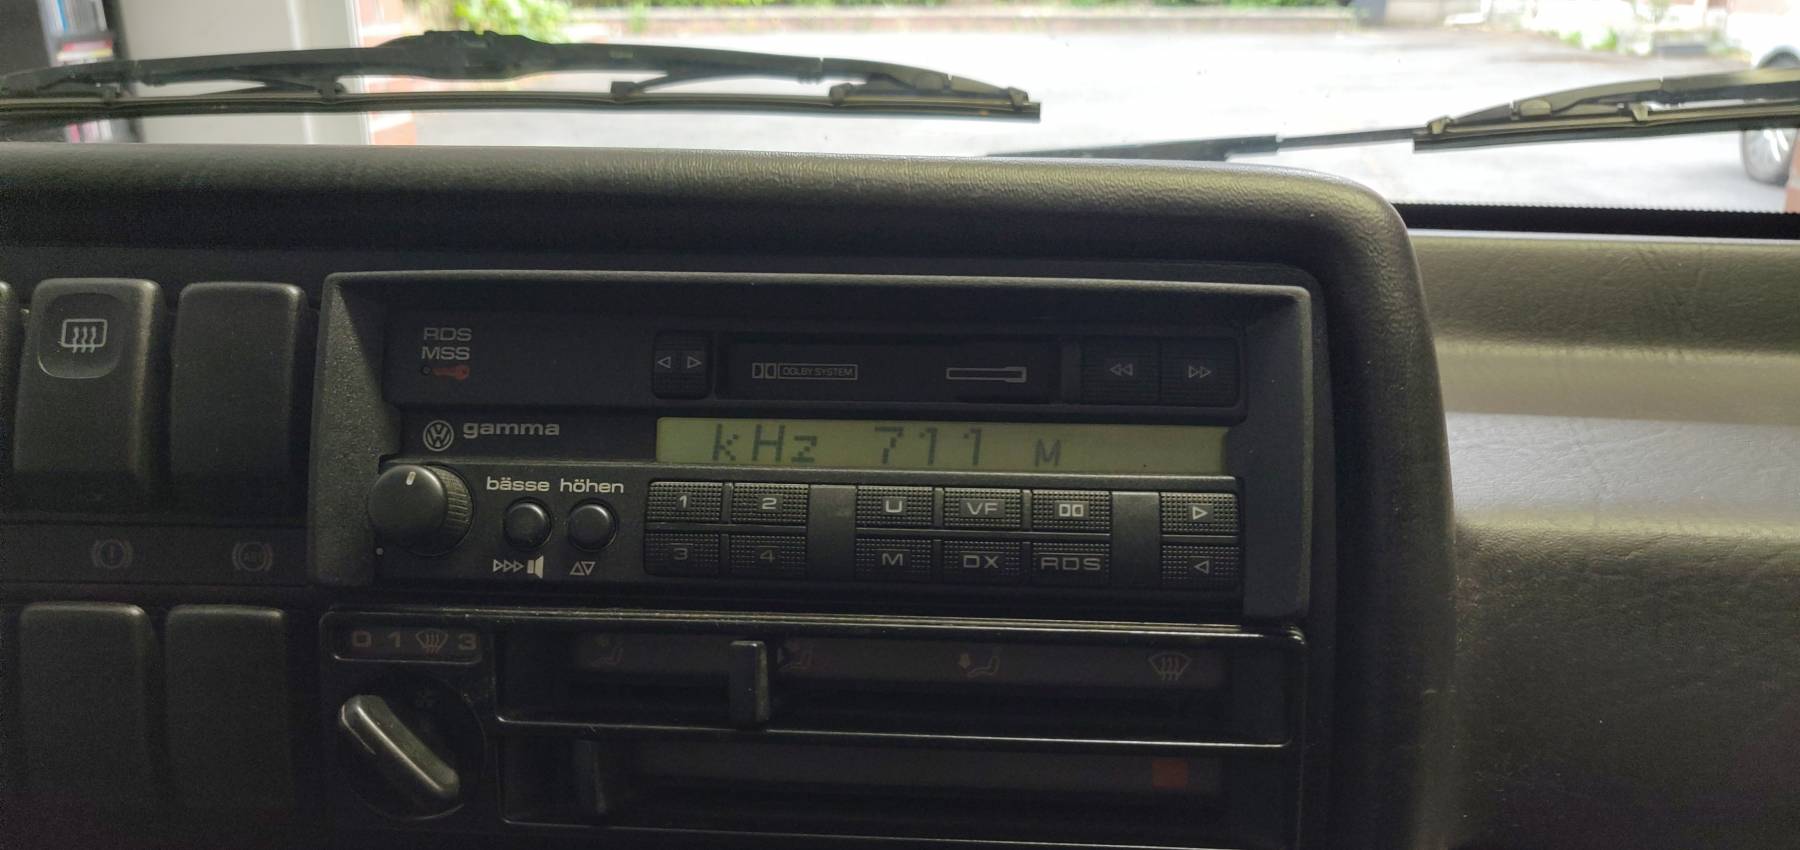 RDS
MSS
DOLBY SYSTEM
gamma
kHz 711 M
bässe höhen
1 2 U VF
3 4 M DX RDS
ABS
0 1 3